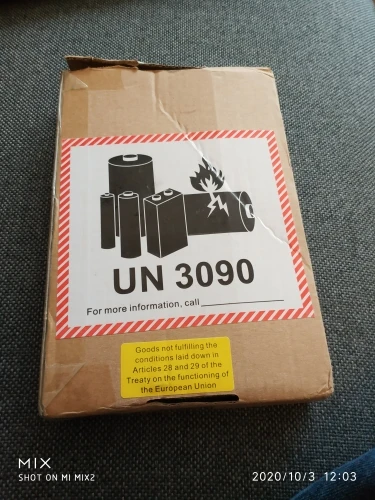 UN 3090
For more information, call
Goods not fulfilling the
conditions laid down in
Articles 28 and 29 of the
Treaty on the functioning of
the European Union
MIX
SHOT ON MI MIX2
2020/10/3 12:03